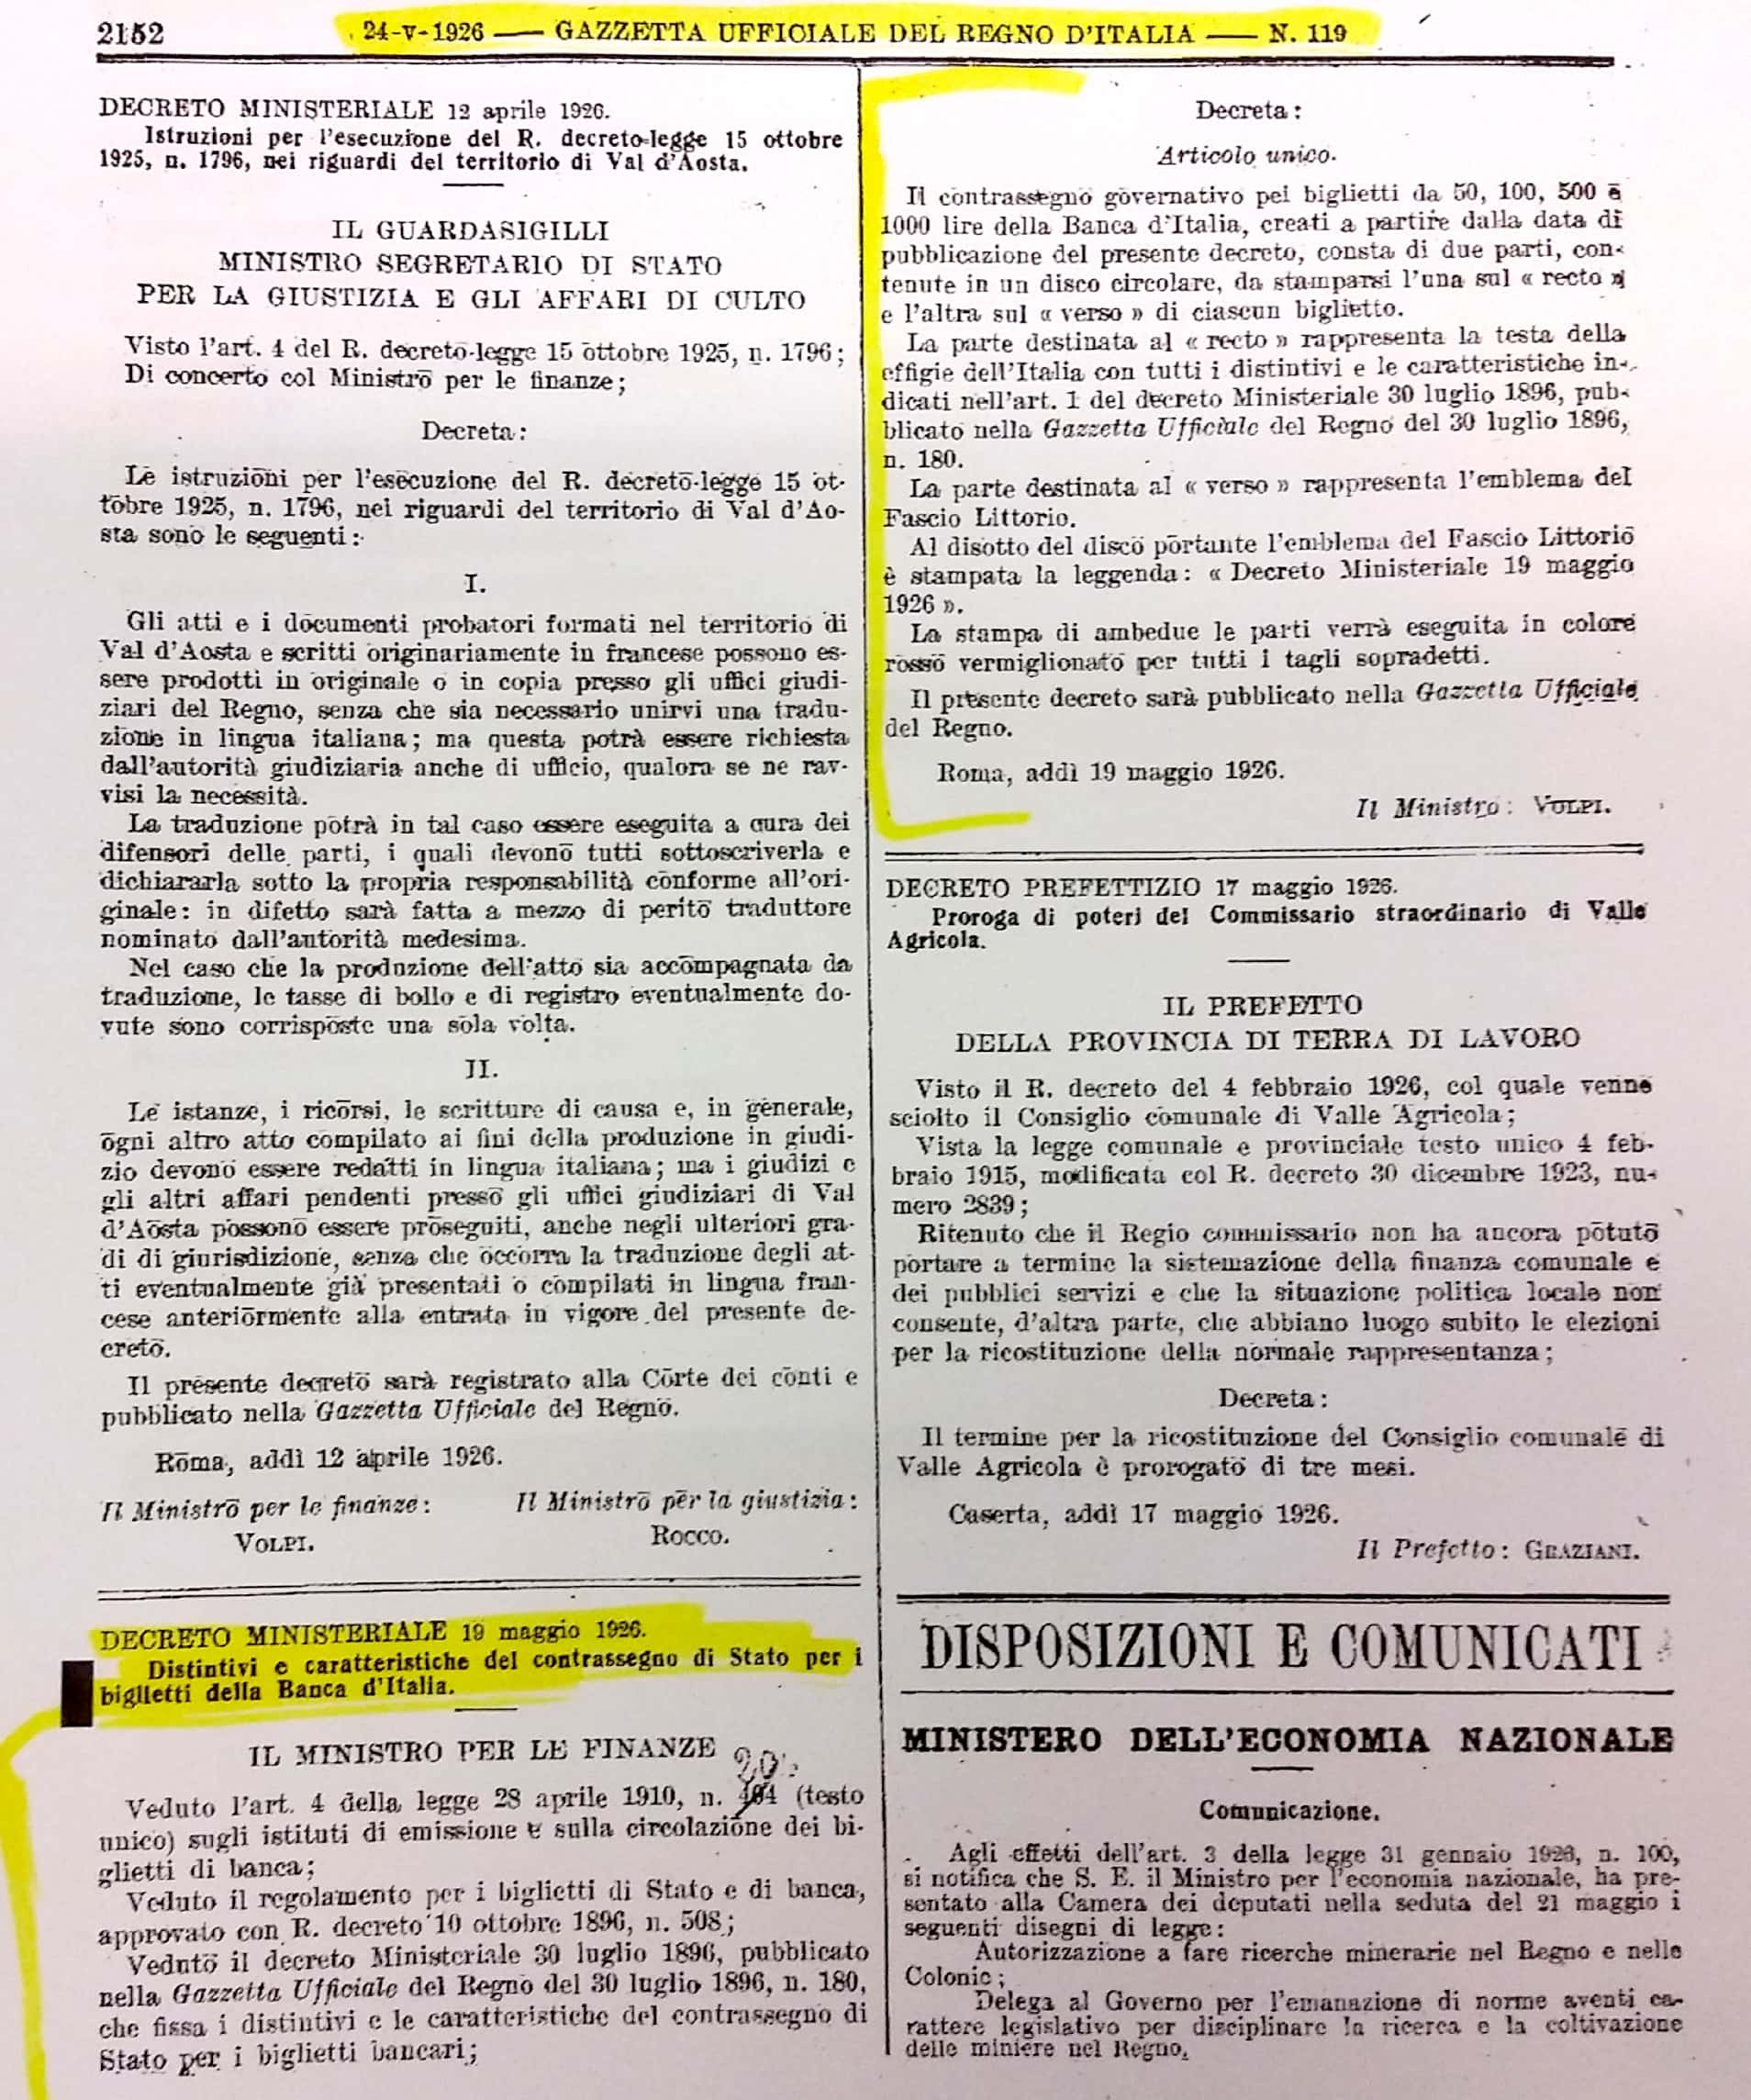 2152
24-V-1926 — GAZZETTA UFFICIALE DEL REGNO D'ITALIA — N. 119
DECRETO MINISTERIALE 12 aprile 1926.
Istruzioni per l'esecuzione del R. decreto-legge 15 ottobre
1925, n. 1796, nei riguardi del territorio di Val d'Aosta.
IL GUARDASIGILLI
MINISTRO SEGRETARIO DI STATO
PER LA GIUSTIZIA E GLI AFFARI DI CULTO
Visto l'art. 4 del R. decreto-legge 15 ottobre 1925, n. 1796;
Di concerto col Ministro per le finanze;
Decreta:
Le istruzioni per l'esecuzione del R. decreto-legge 15 ot-
tobre 1925, n. 1796, nei riguardi del territorio di Val d'Ao-
sta sono le seguenti:
I.
Gli atti e i documenti probatori formati nel territorio di
Val d'Aosta e scritti originariamente in francese possono es-
sere prodotti in originale o in copia presso gli uffici giudi-
ziari del Regno, senza che sia necessario unirvi una tradu-
zione in lingua italiana; ma questa potrà essere richiesta
dall'autorità giudiziaria anche di ufficio, qualora se ne rav-
visi la necessità.
La traduzione potrà in tal caso essere eseguita a cura dei
difensori delle parti, i quali devono tutti sottoscriverla e
dichiararla sotto la propria responsabilità conforme all'ori-
ginale: in difetto sarà fatta a mezzo di perito traduttore
nominato dall'autorità medesima.
Nel caso che la produzione dell'atto sia accompagnata da
traduzione, le tasse di bollo e di registro eventualmente do-
vute sono corrisposte una sola volta.
II.
Le istanze, i ricorsi, le scritture di causa e, in generale,
ogni altro atto compilato ai fini della produzione in giudi-
zio devono essere redatti in lingua italiana; ma i giudizi e
gli altri affari pendenti presso gli uffici giudiziari di Val
d'Aosta possono essere proseguiti, anche negli ulteriori gra-
di di giurisdizione, senza che occorra la traduzione degli at-
ti eventualmente già presentati o compilati in lingua fran-
cese anteriormente alla entrata in vigore del presente de-
creto.
Il presente decreto sarà registrato alla Corte dei conti e
pubblicato nella Gazzetta Ufficiale del Regno.
Roma, addì 12 aprile 1926.
Il Ministro per le finanze: Il Ministro per la giustizia:
VOLPI. ROCCO.
DECRETO MINISTERIALE 19 maggio 1926.
Distintivi e caratteristiche del contrassegno di Stato per i
biglietti della Banca d'Italia.
IL MINISTRO PER LE FINANZE
Veduto l'art. 4 della legge 28 aprile 1910, n. 204 (testo
unico) sugli istituti di emissione e sulla circolazione dei bi-
glietti di banca;
Veduto il regolamento per i biglietti di Stato e di banca,
approvato con R. decreto 10 ottobre 1896, n. 508;
Veduto il decreto Ministeriale 30 luglio 1896, pubblicato
nella Gazzetta Ufficiale del Regno del 30 luglio 1896, n. 180,
che fissa i distintivi e le caratteristiche del contrassegno di
Stato per i biglietti bancari;
Decreta:
Articolo unico.
Il contrassegno governativo pei biglietti da 50, 100, 500 e
1000 lire della Banca d'Italia, creati a partire dalla data di
pubblicazione del presente decreto, consta di due parti, con-
tenute in un disco circolare, da stamparsi l'una sul « recto »
e l'altra sul « verso » di ciascun biglietto.
La parte destinata al « recto » rappresenta la testa della
effigie dell'Italia con tutti i distintivi e le caratteristiche in-
dicati nell'art. 1 del decreto Ministeriale 30 luglio 1896, pub-
blicato nella Gazzetta Ufficiale del Regno del 30 luglio 1896,
n. 180.
La parte destinata al « verso » rappresenta l'emblema del
Fascio Littorio.
Al disotto del disco portante l'emblema del Fascio Littorio
è stampata la leggenda: « Decreto Ministeriale 19 maggio
1926 ».
La stampa di ambedue le parti verrà eseguita in colore
rosso vermiglionato per tutti i tagli sopradetti.
Il presente decreto sarà pubblicato nella Gazzetta Ufficiale
del Regno.
Roma, addì 19 maggio 1926.
Il Ministro: VOLPI.
DECRETO PREFETTIZIO 17 maggio 1926.
Proroga di poteri del Commissario straordinario di Valle
Agricola.
IL PREFETTO
DELLA PROVINCIA DI TERRA DI LAVORO
Visto il R. decreto del 4 febbraio 1926, col quale venne
sciolto il Consiglio comunale di Valle Agricola;
Vista la legge comunale e provinciale testo unico 4 feb-
braio 1915, modificata col R. decreto 30 dicembre 1923, nu-
mero 2839;
Ritenuto che il Regio commissario non ha ancora potuto
portare a termine la sistemazione della finanza comunale e
dei pubblici servizi e che la situazione politica locale non
consente, d'altra parte, che abbiano luogo subito le elezioni
per la ricostituzione della normale rappresentanza;
Decreta:
Il termine per la ricostituzione del Consiglio comunale di
Valle Agricola è prorogato di tre mesi.
Caserta, addì 17 maggio 1926.
Il Prefetto: GRAZIANI.
DISPOSIZIONI E COMUNICATI
MINISTERO DELL'ECONOMIA NAZIONALE
Comunicazione.
Agli effetti dell'art. 3 della legge 31 gennaio 1926, n. 100,
si notifica che S. E. il Ministro per l'economia nazionale, ha pre-
sentato alla Camera dei deputati nella seduta del 21 maggio i
seguenti disegni di legge:
Autorizzazione a fare ricerche minerarie nel Regno e nelle
Colonie;
Delega al Governo per l'emanazione di norme aventi ca-
rattere legislativo per disciplinare la ricerca e la coltivazione
delle miniere nel Regno.